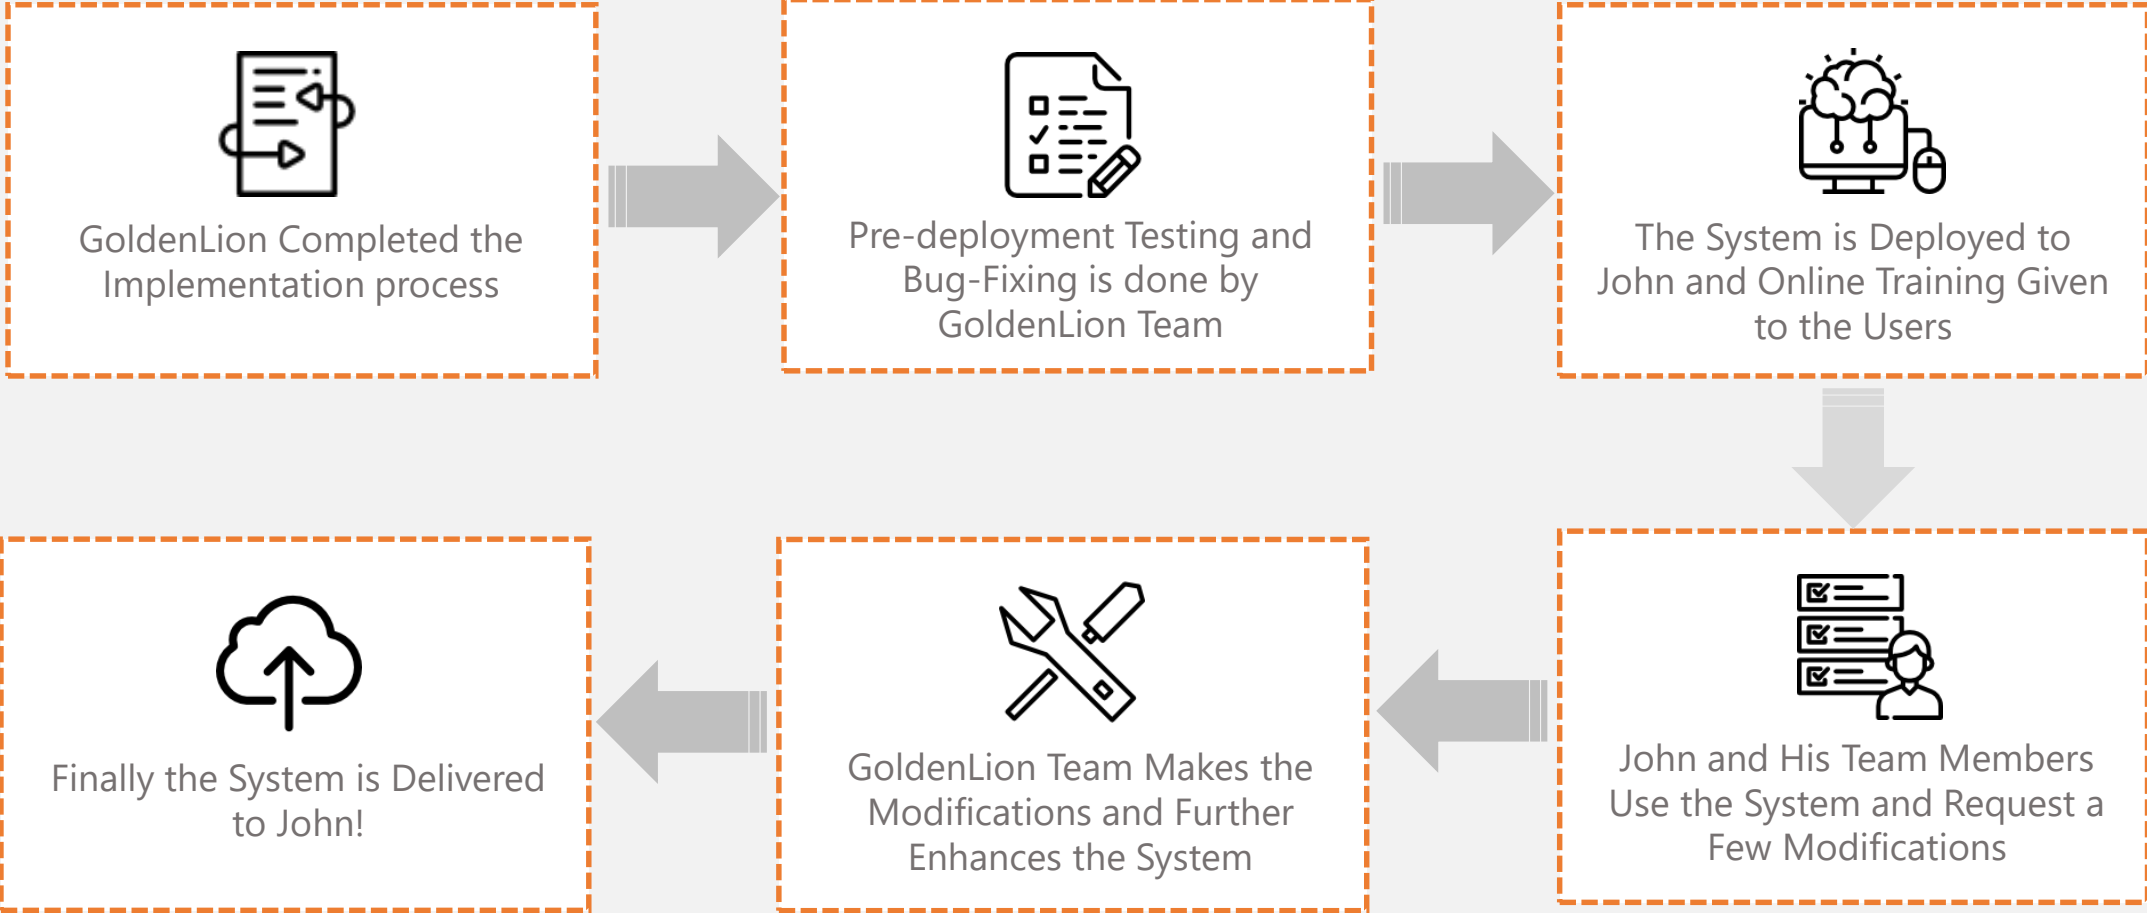 GoldenLion Completed the
Implementation process
Pre-deployment Testing and
Bug-Fixing is done by
GoldenLion Team
The System is Deployed to
John and Online Training Given
to the Users
John and His Team Members
Use the System and Request a
Few Modifications
GoldenLion Team Makes the
Modifications and Further
Enhances the System
Finally the System is Delivered
to John!